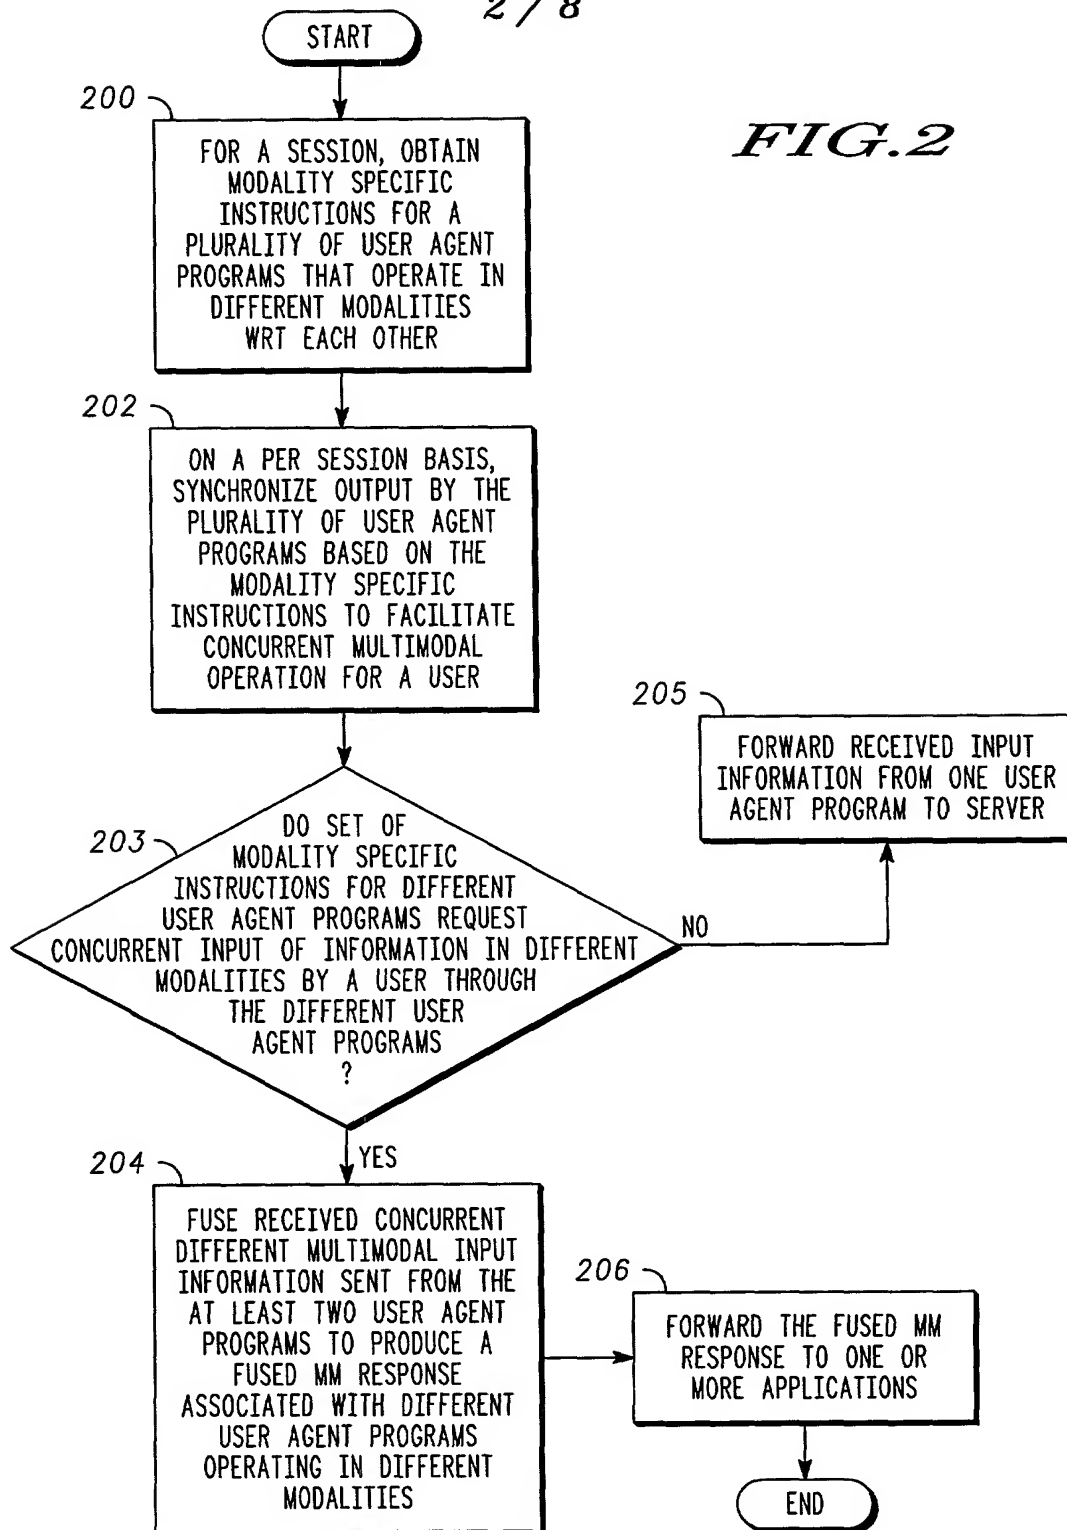 2/8
START
200
FIG.2
FOR A SESSION, OBTAIN
MODALITY SPECIFIC
INSTRUCTIONS FOR A
PLURALITY OF USER AGENT
PROGRAMS THAT OPERATE IN
DIFFERENT MODALITIES
WRT EACH OTHER
202
ON A PER SESSION BASIS,
SYNCHRONIZE OUTPUT BY THE
PLURALITY OF USER AGENT
PROGRAMS BASED ON THE
MODALITY SPECIFIC
INSTRUCTIONS TO FACILITATE
CONCURRENT MULTIMODAL
OPERATION FOR A USER
205
FORWARD RECEIVED INPUT
INFORMATION FROM ONE USER
AGENT PROGRAM TO SERVER
203
DO SET OF
MODALITY SPECIFIC
INSTRUCTIONS FOR DIFFERENT
USER AGENT PROGRAMS REQUEST
CONCURRENT INPUT OF INFORMATION IN DIFFERENT
MODALITIES BY A USER THROUGH
THE DIFFERENT USER
AGENT PROGRAMS
?
NO
YES
204
FUSE RECEIVED CONCURRENT
DIFFERENT MULTIMODAL INPUT
INFORMATION SENT FROM THE
AT LEAST TWO USER AGENT
PROGRAMS TO PRODUCE A
FUSED MM RESPONSE
ASSOCIATED WITH DIFFERENT
USER AGENT PROGRAMS
OPERATING IN DIFFERENT
MODALITIES
206
FORWARD THE FUSED MM
RESPONSE TO ONE OR
MORE APPLICATIONS
END